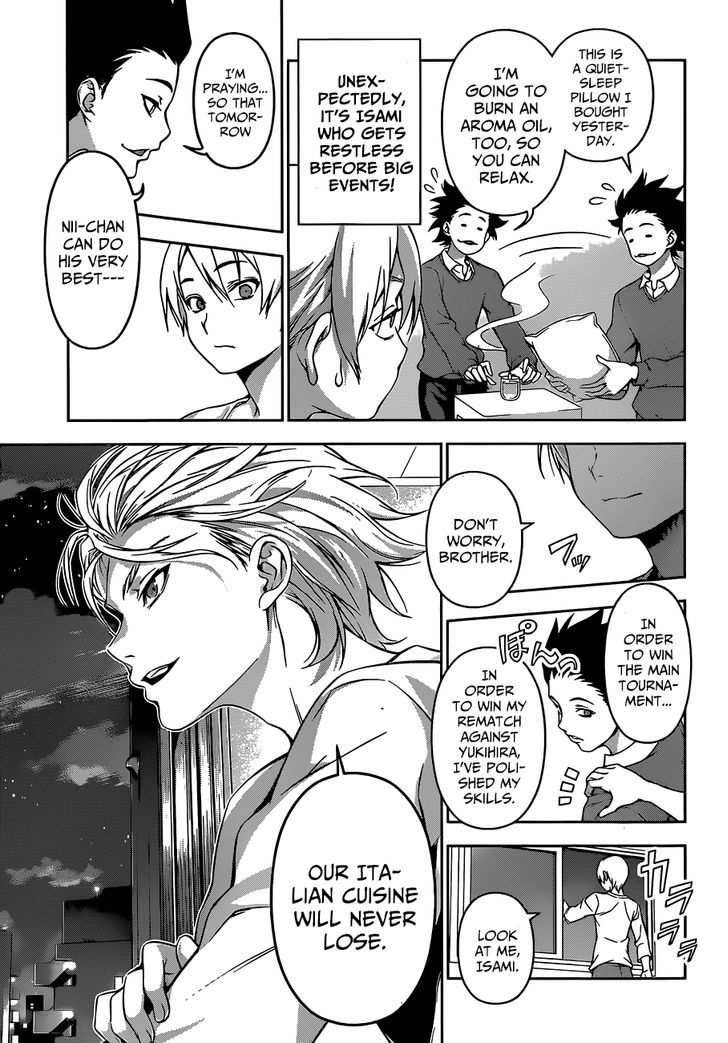 THIS IS
A QUIET-
SLEEP
PILLOW I
BOUGHT
YESTER-
DAY.
I'M
GOING TO
BURN AN
AROMA OIL,
TOO, SO
YOU CAN
RELAX.
UNEX-
PECTEDLY,
IT'S ISAMI
WHO GETS
RESTLESS
BEFORE BIG
EVENTS!
I'M
PRAYING...
SO THAT
TOMOR-
ROW
NII-CHAN
CAN DO
HIS VERY
BEST---
DON'T
WORRY,
BROTHER.
フッ
IN
ORDER
TO WIN
THE MAIN
TOURNA-
MENT...
ぽんっ
IN
ORDER
TO WIN MY
REMATCH
AGAINST
YUKIHIRA,
I'VE POLI-
SHED MY
SKILLS.
カララララ
LOOK
AT ME,
ISAMI.
OUR ITA-
LIAN CUISINE
WILL NEVER
LOSE.